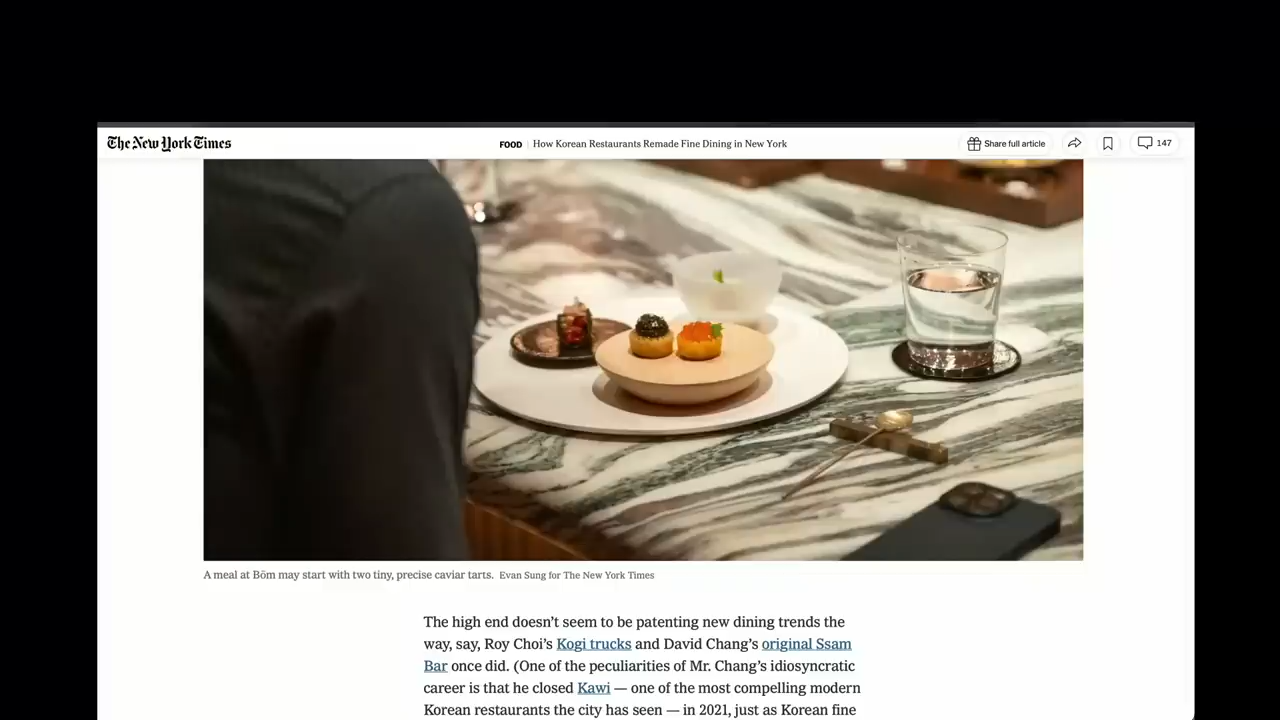 The New York Times
FOOD How Korean Restaurants Remade Fine Dining in New York
Share full article
147
A meal at Bōm may start with two tiny, precise caviar tarts. Evan Sung for The New York Times
The high end doesn’t seem to be patenting new dining trends the
way, say, Roy Choi’s Kogi trucks and David Chang’s original Ssam
Bar once did. (One of the peculiarities of Mr. Chang’s idiosyncratic
career is that he closed Kawi — one of the most compelling modern
Korean restaurants the city has seen — in 2021, just as Korean fine